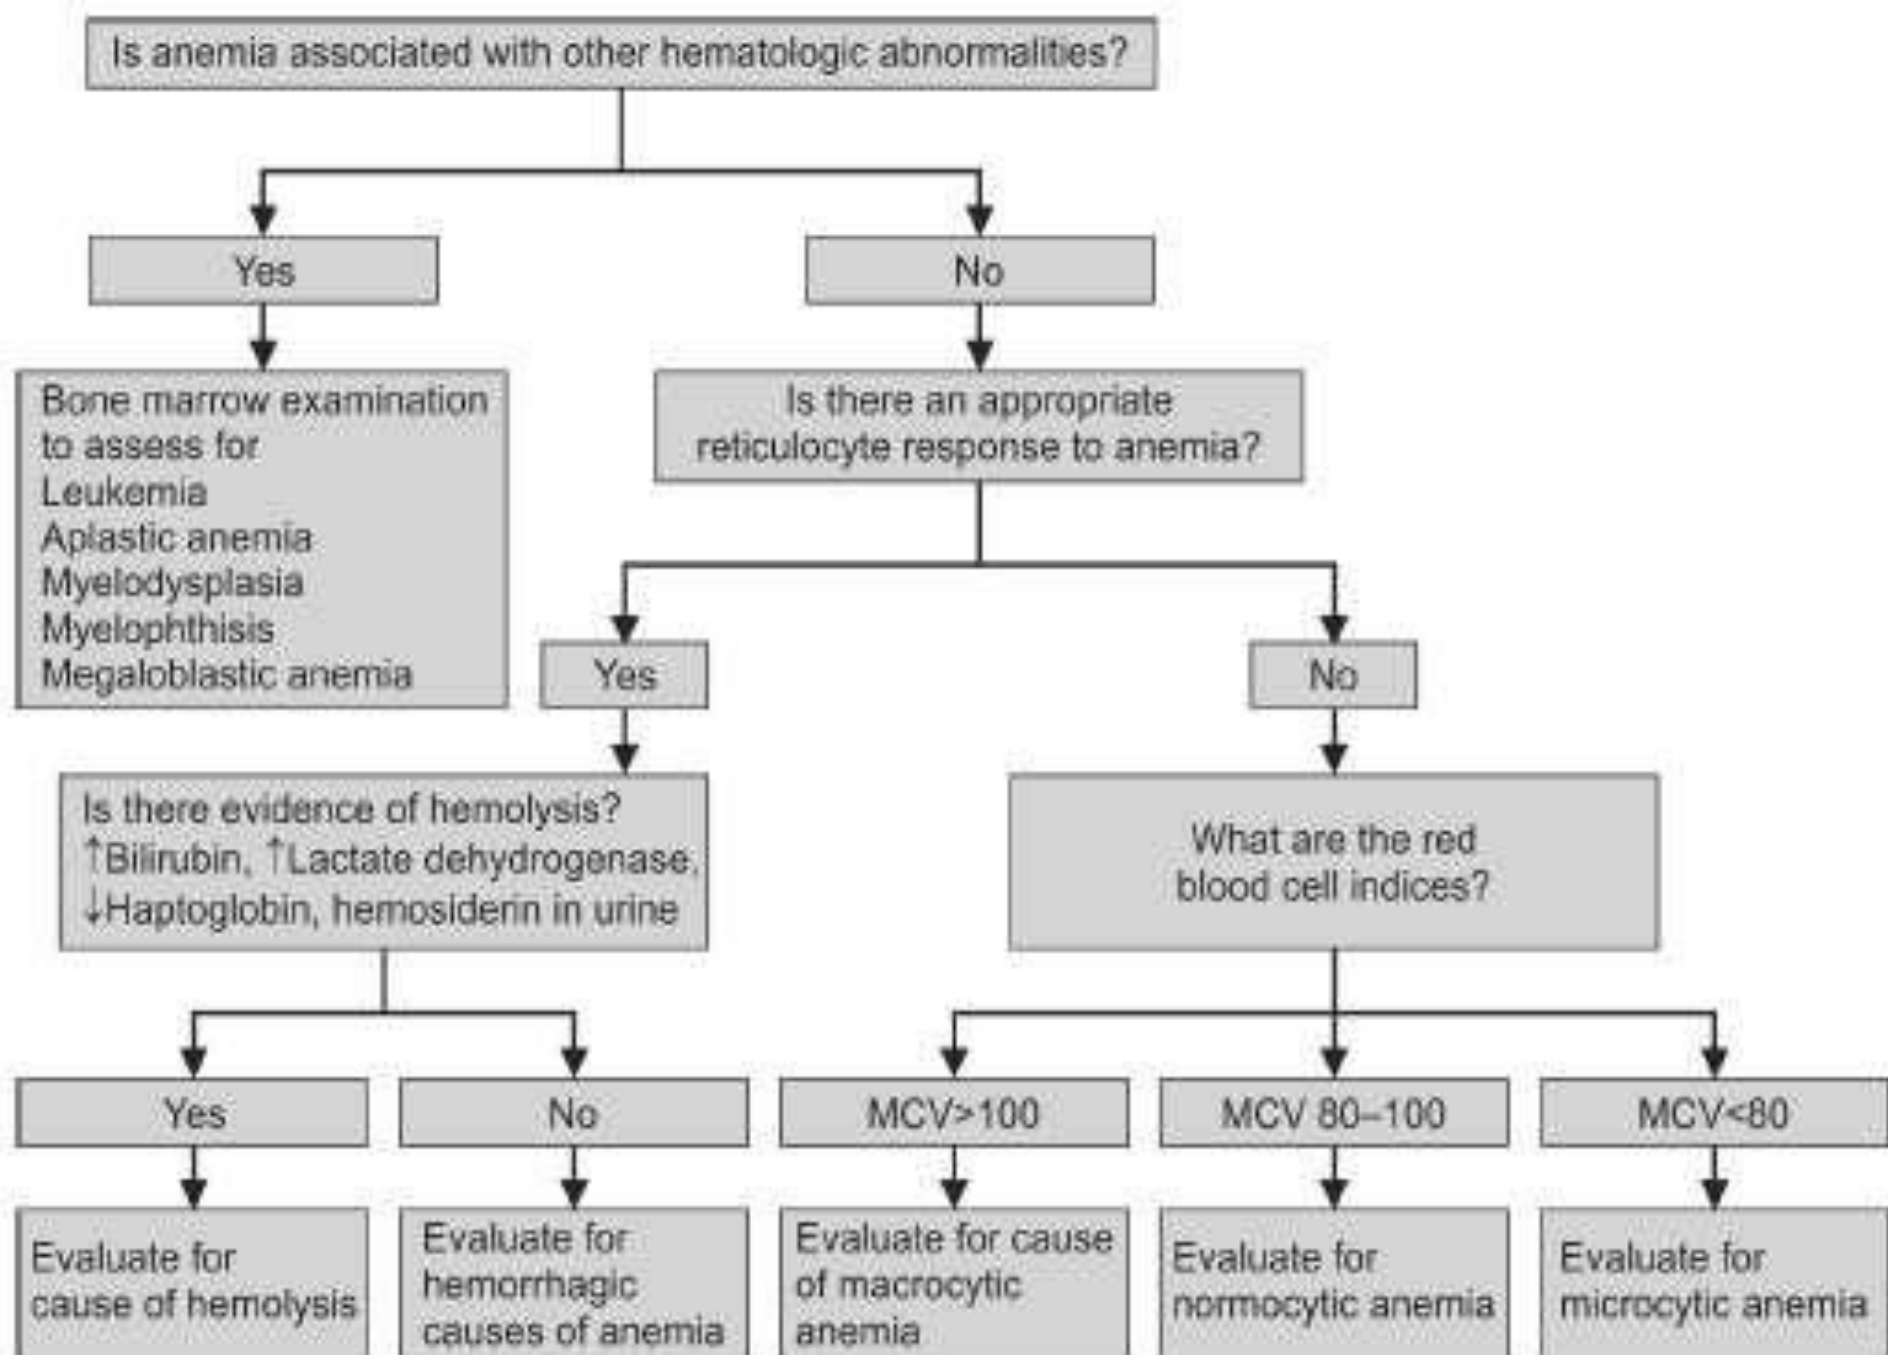 Is anemia associated with other hematologic abnormalities?
Yes
No
Bone marrow examination
to assess for
Leukemia
Aplastic anemia
Myelodysplasia
Myelophthisis
Megaloblastic anemia
Is there an appropriate
reticulocyte response to anemia?
Yes
No
Is there evidence of hemolysis?
↑Bilirubin, ↑Lactate dehydrogenase,
↓Haptoglobin, hemosiderin in urine
What are the red
blood cell indices?
Yes
No
MCV>100
MCV 80–100
MCV<80
Evaluate for
cause of hemolysis
Evaluate for
hemorrhagic
causes of anemia
Evaluate for cause
of macrocytic
anemia
Evaluate for
normocytic anemia
Evaluate for
microcytic anemia